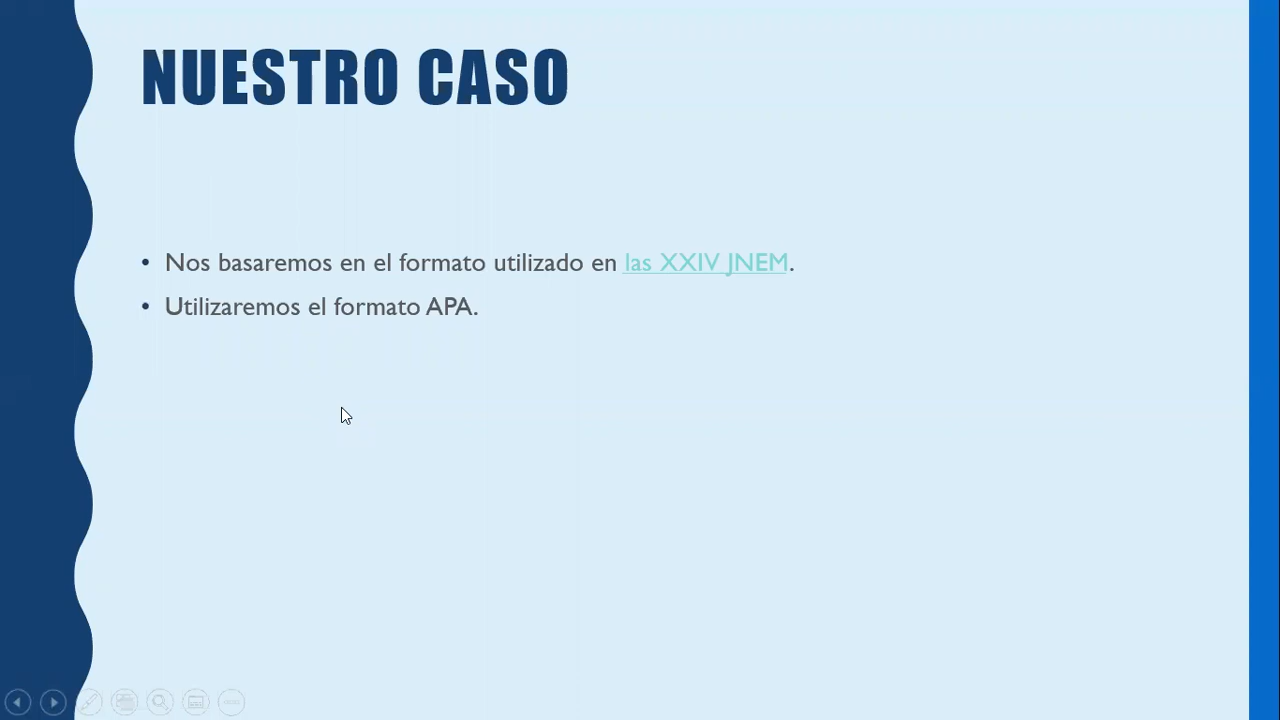 NUESTRO CASO
• Nos basaremos en el formato utilizado en las XXIV JNEM.
• Utilizaremos el formato APA.